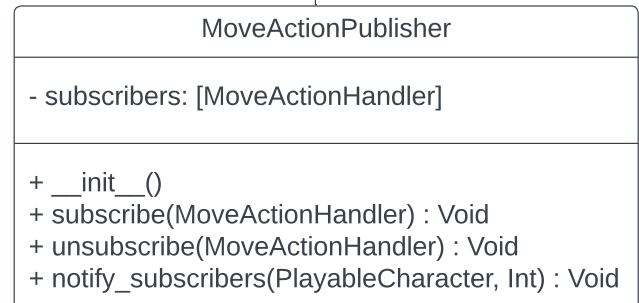 MoveActionPublisher
- subscribers: [MoveActionHandler]
+ __init__()
+ subscribe(MoveActionHandler) : Void
+ unsubscribe(MoveActionHandler) : Void
+ notify_subscribers(PlayableCharacter, Int) : Void